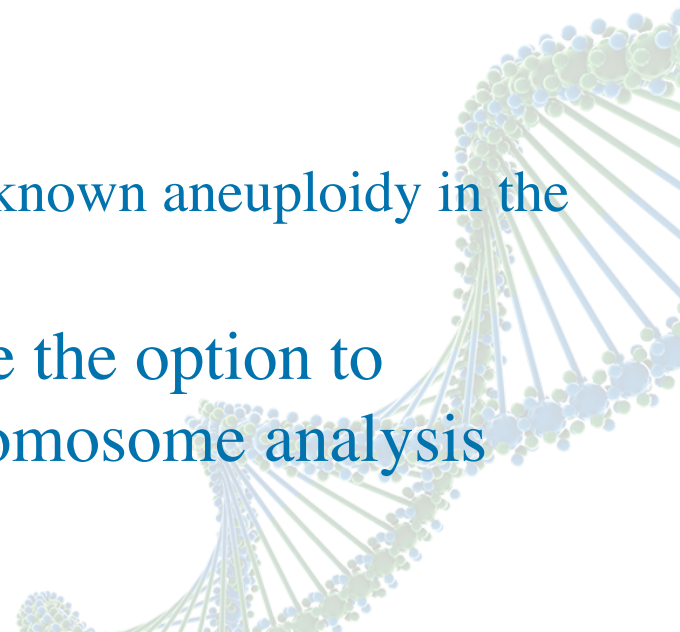 known aneuploidy in the
e the option to
omosome analysis